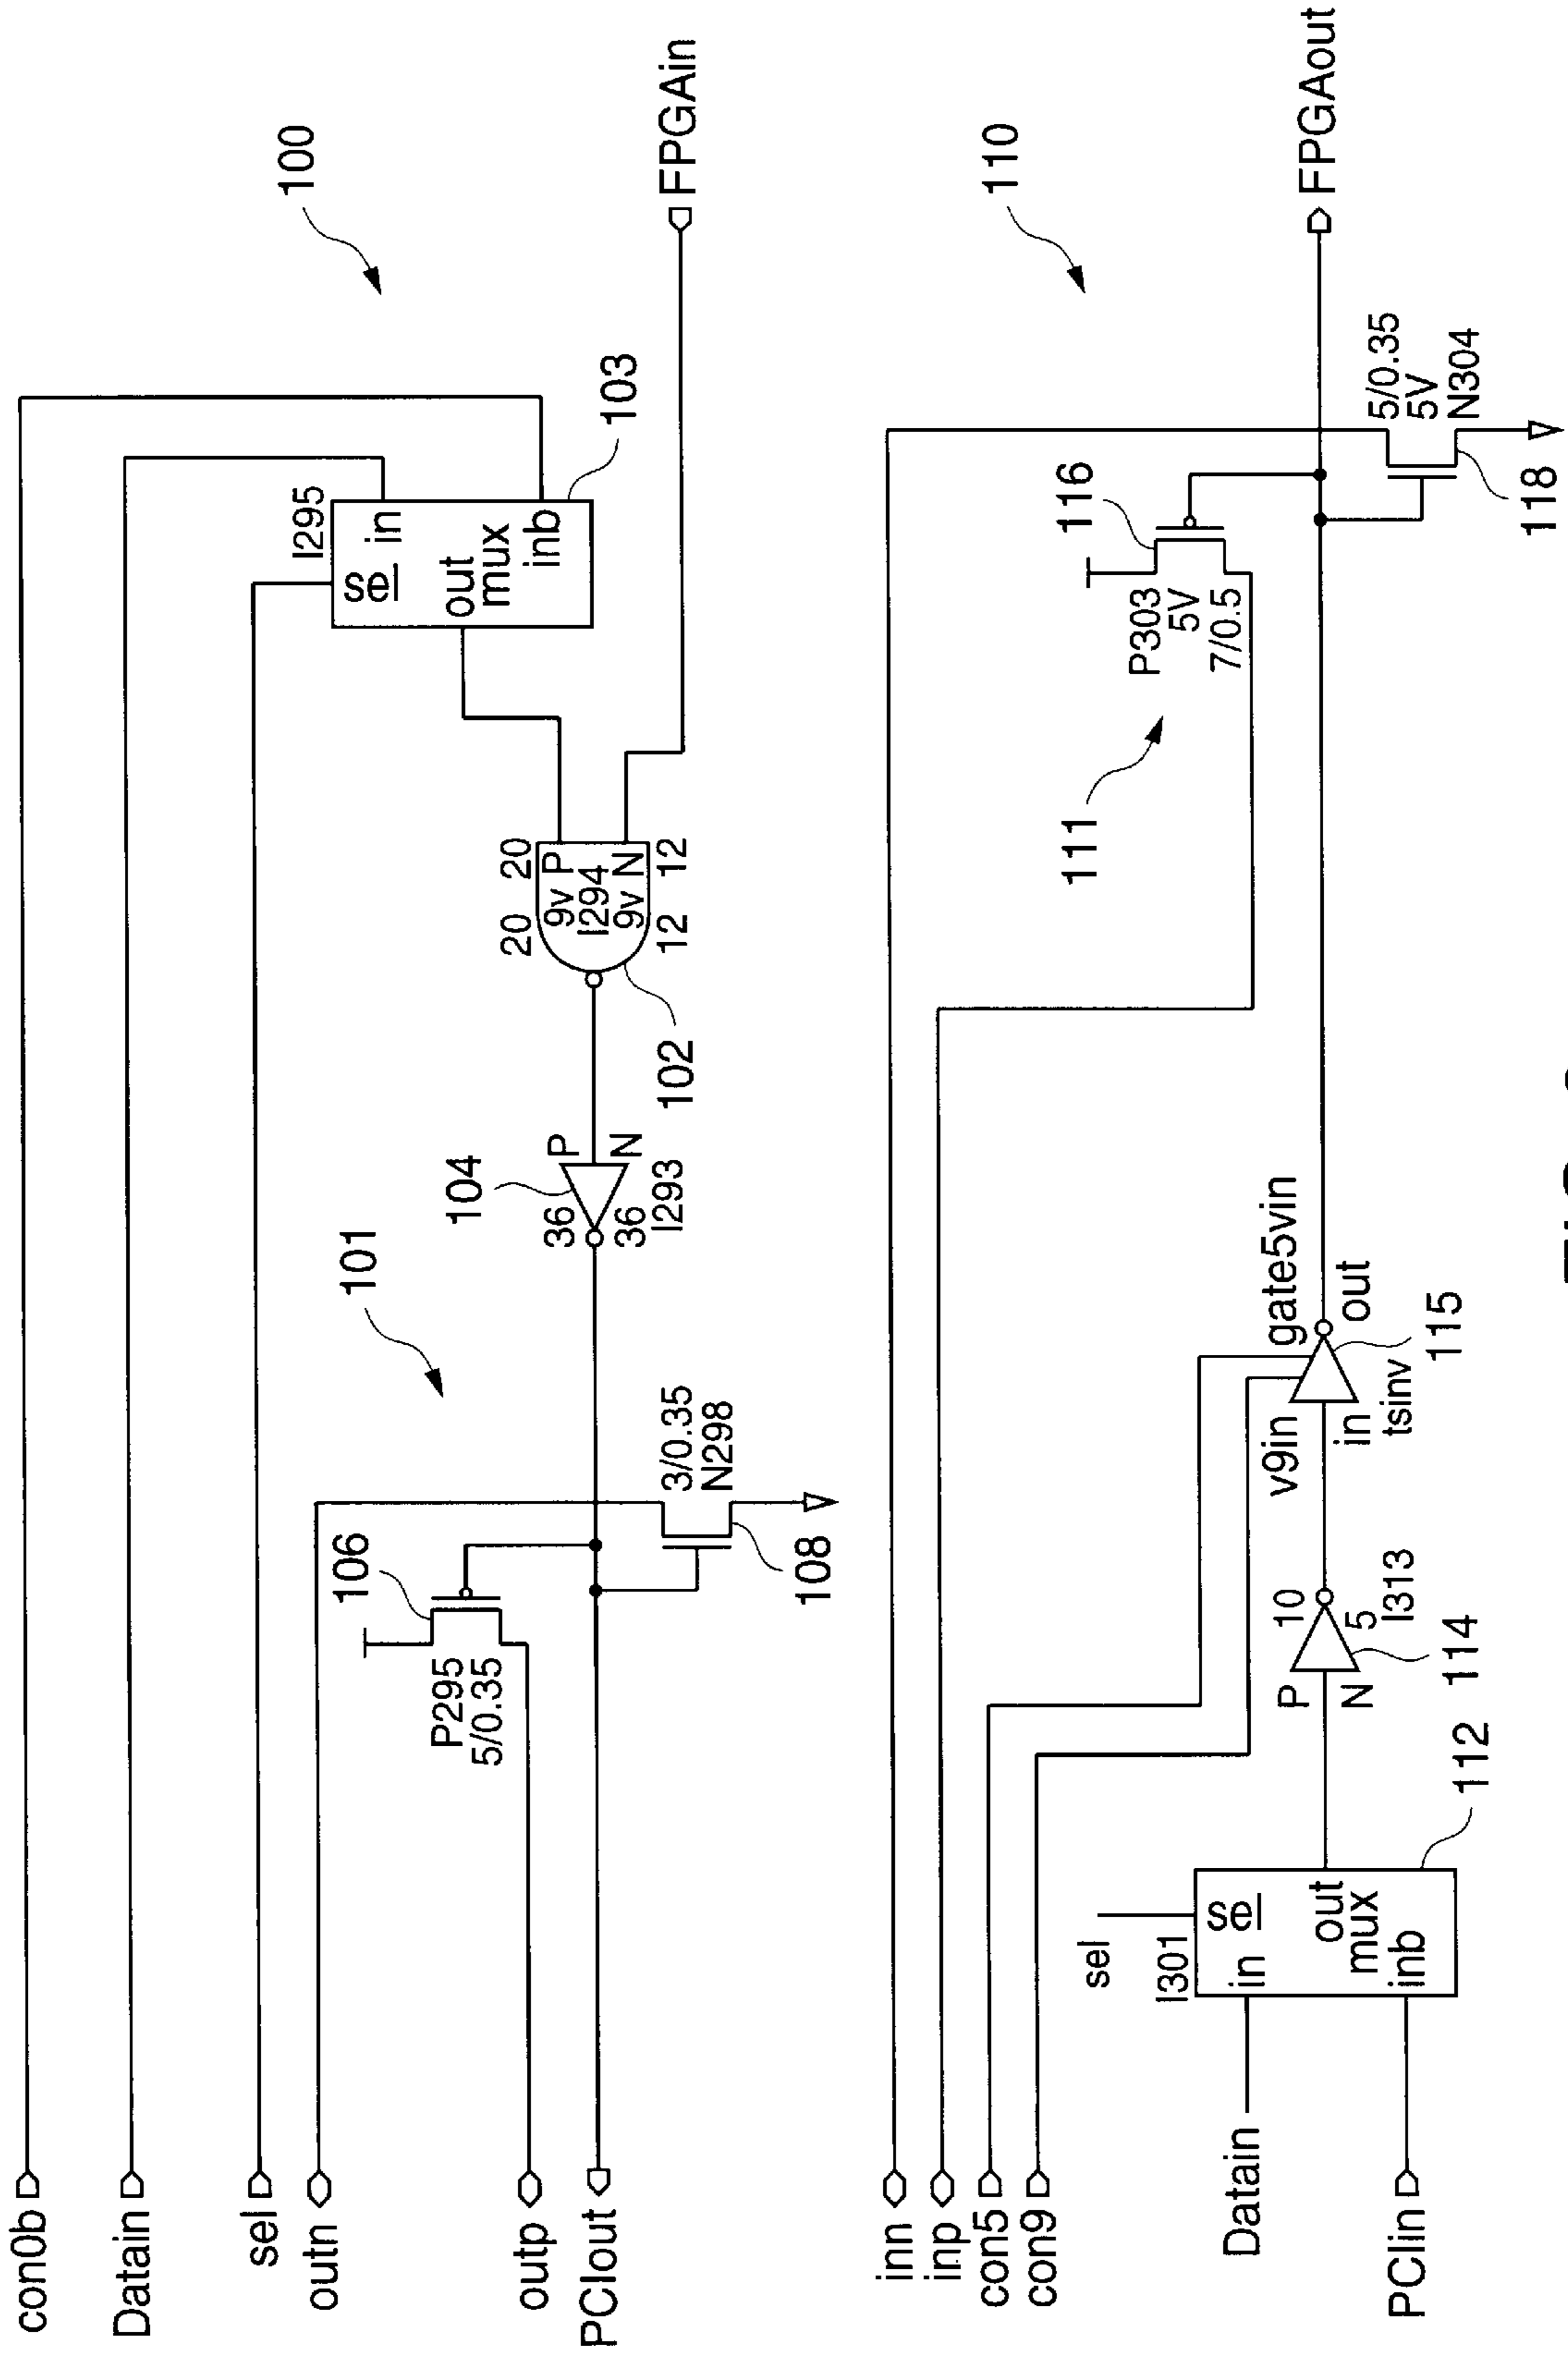 con0b
Datain
sel
outn
outp
PCIout
100
I295
sel
in
out
mux
inb
103
FPGAin
20 20
9v P
I294
9v N
12 12
102
104
P
N
36
36
I293
101
106
P295
5/0.35
3/0.35
N298
108
inn
inp
con5
con9
Datain
PCIin
sel
I301
sel
in
out
mux
inb
112
P
N
10
5
I313
114
v9in
gate5vin
in
out
tsinv
115
110
111
116
P303
5V
7/0.5
5/0.35
5V
N304
118
FPGAout